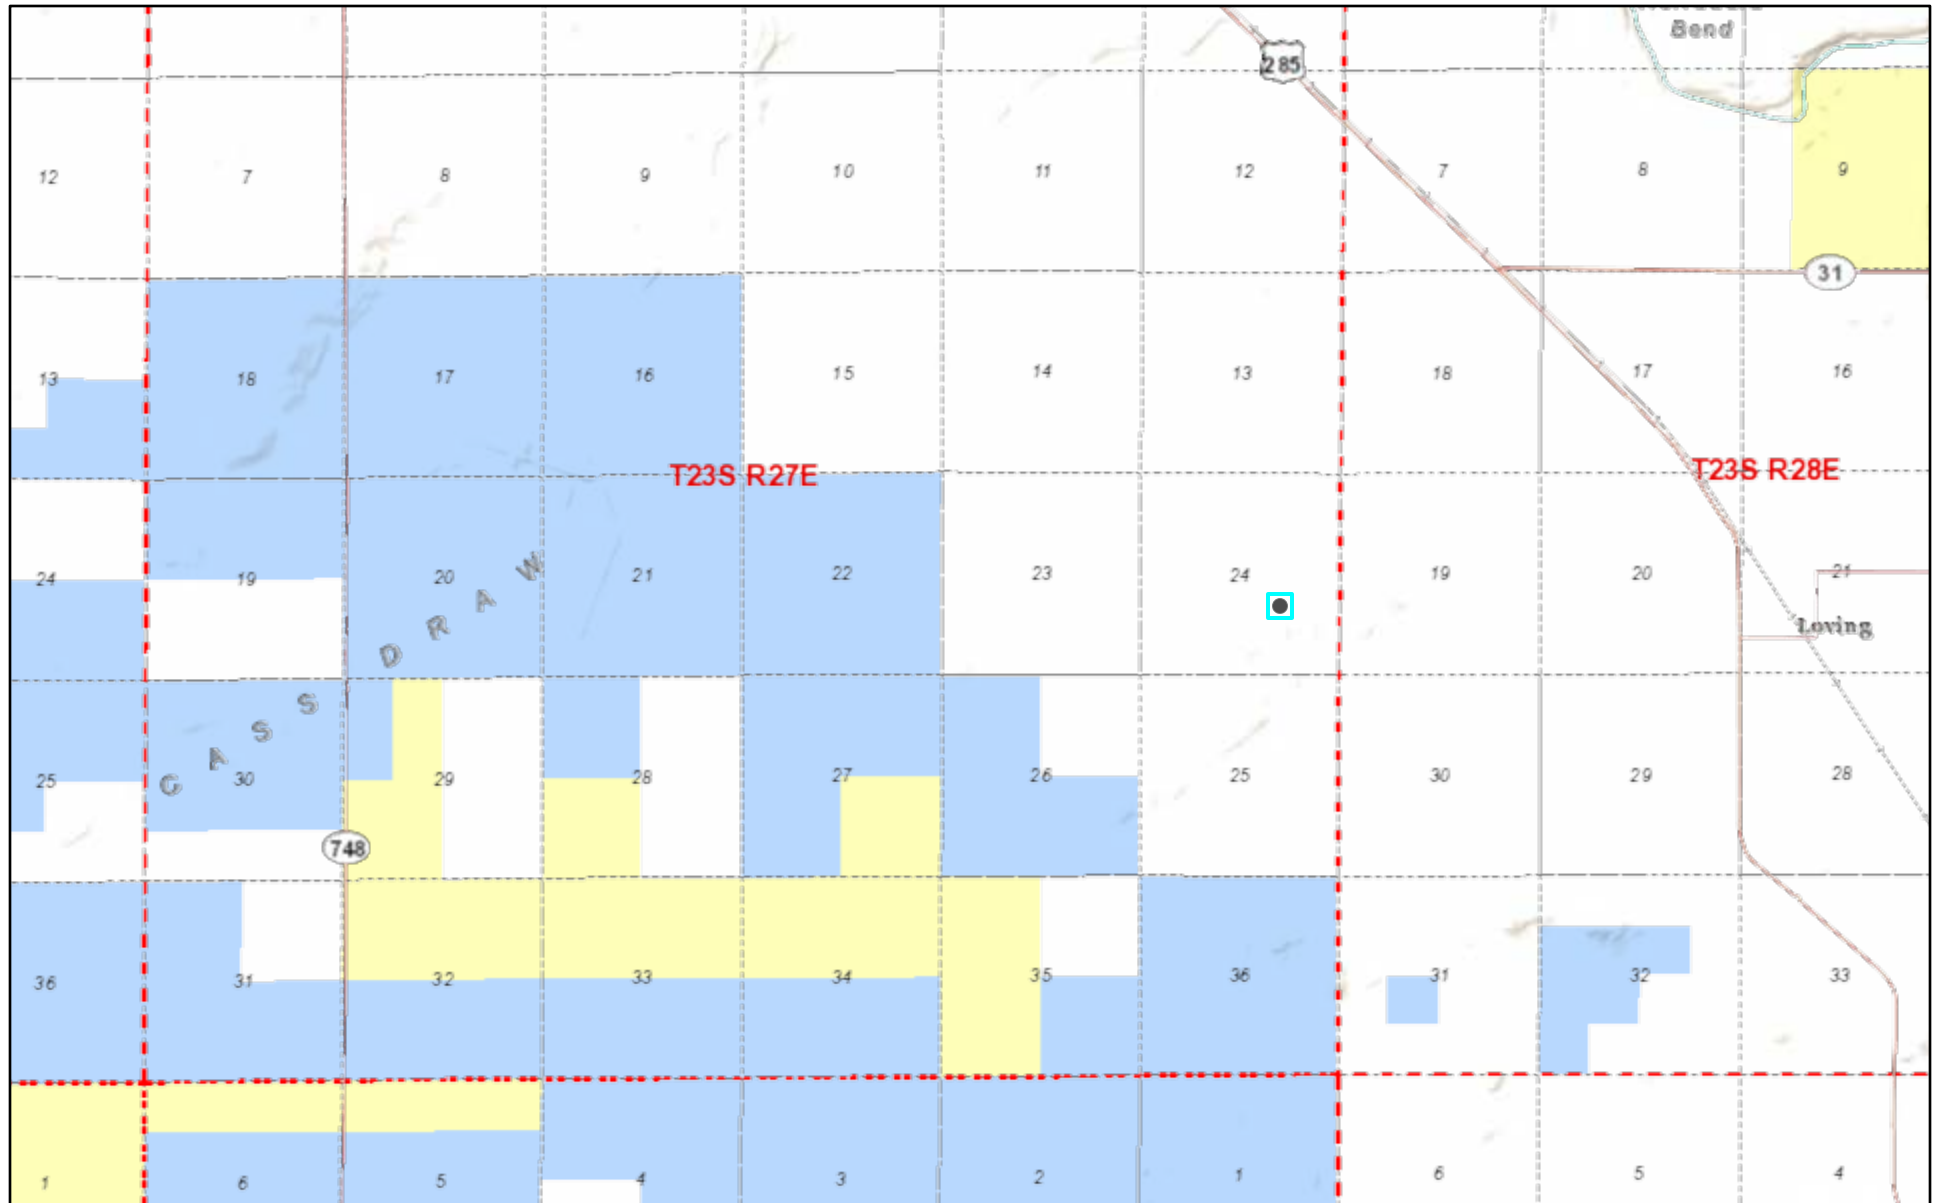 Bend
285
12 7 8 9 10 11 12 7 8 9
31
13 18 17 16 15 14 13 18 17 16
T23S R27E
T23S R28E
24 19 20 21 22 23 24 19 20 21
Loving
CASS DRAW
25 30 29 28 27 26 25 30 29 28
748
36 31 32 33 34 35 36 31 32 33
1 6 5 4 3 2 1 6 5 4